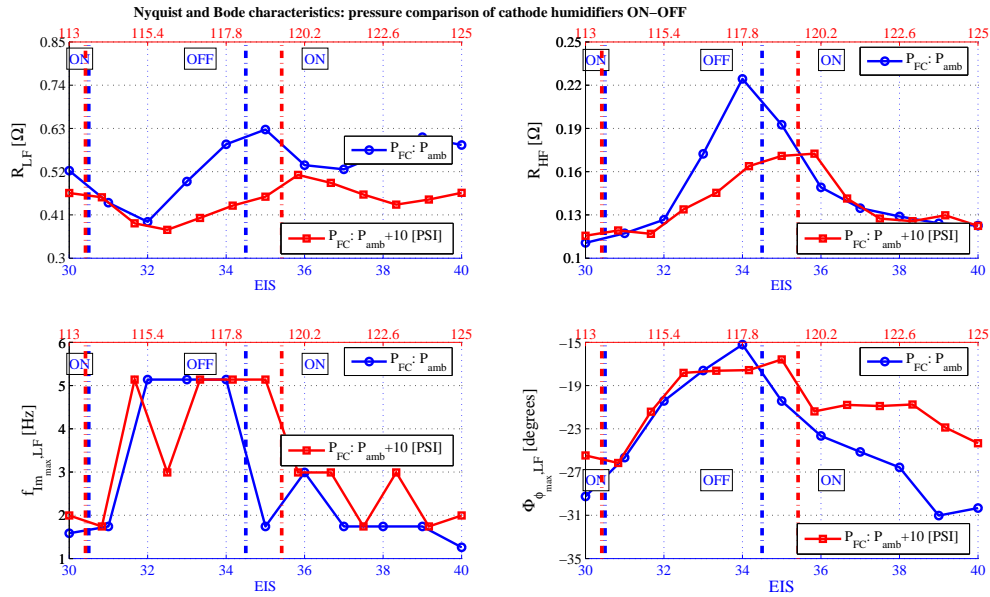 Nyquist and Bode characteristics: pressure comparison of cathode humidifiers ON−OFF
113 115.4 117.8 120.2 122.6 125
0.85
0.74
0.63
0.52
0.41
0.3
R_LF [Ω]
ON OFF ON
P_FC: P_amb
P_FC: P_amb+10 [PSI]
30 32 34 36 38 40
EIS
113 115.4 117.8 120.2 122.6 125
0.25
0.22
0.19
0.16
0.13
0.1
R_HF [Ω]
ON OFF ON
P_FC: P_amb
P_FC: P_amb+10 [PSI]
30 32 34 36 38 40
EIS
113 115.4 117.8 120.2 122.6 125
6
5
4
3
2
1
f_Im_max,LF [Hz]
ON OFF ON
P_FC: P_amb
P_FC: P_amb+10 [PSI]
30 32 34 36 38 40
EIS
113 115.4 117.8 120.2 122.6 125
−15
−19
−23
−27
−31
−35
Φ_ϕ_max,LF [degrees]
P_FC: P_amb
ON OFF ON
P_FC: P_amb+10 [PSI]
30 32 34 36 38 40
EIS